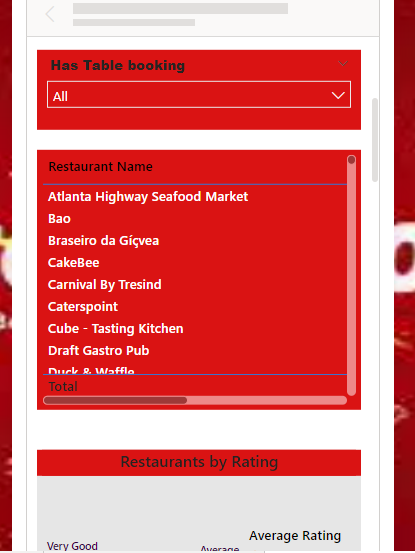 Has Table booking
All
Restaurant Name
Atlanta Highway Seafood Market
Bao
Braseiro da Gíçvea
CakeBee
Carnival By Tresind
Caterspoint
Cube - Tasting Kitchen
Draft Gastro Pub
Duck & Waffle
Total
Restaurants by Rating
Average Rating
Very Good
Average